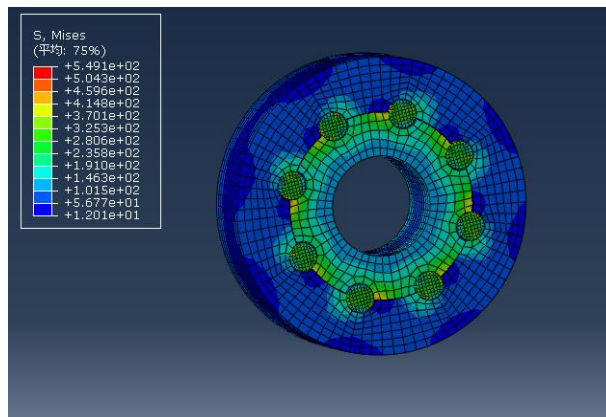 S, Mises
(平均: 75%)
+5.491e+02
+5.043e+02
+4.596e+02
+4.148e+02
+3.701e+02
+3.253e+02
+2.806e+02
+2.358e+02
+1.910e+02
+1.463e+02
+1.015e+02
+5.677e+01
+1.201e+01